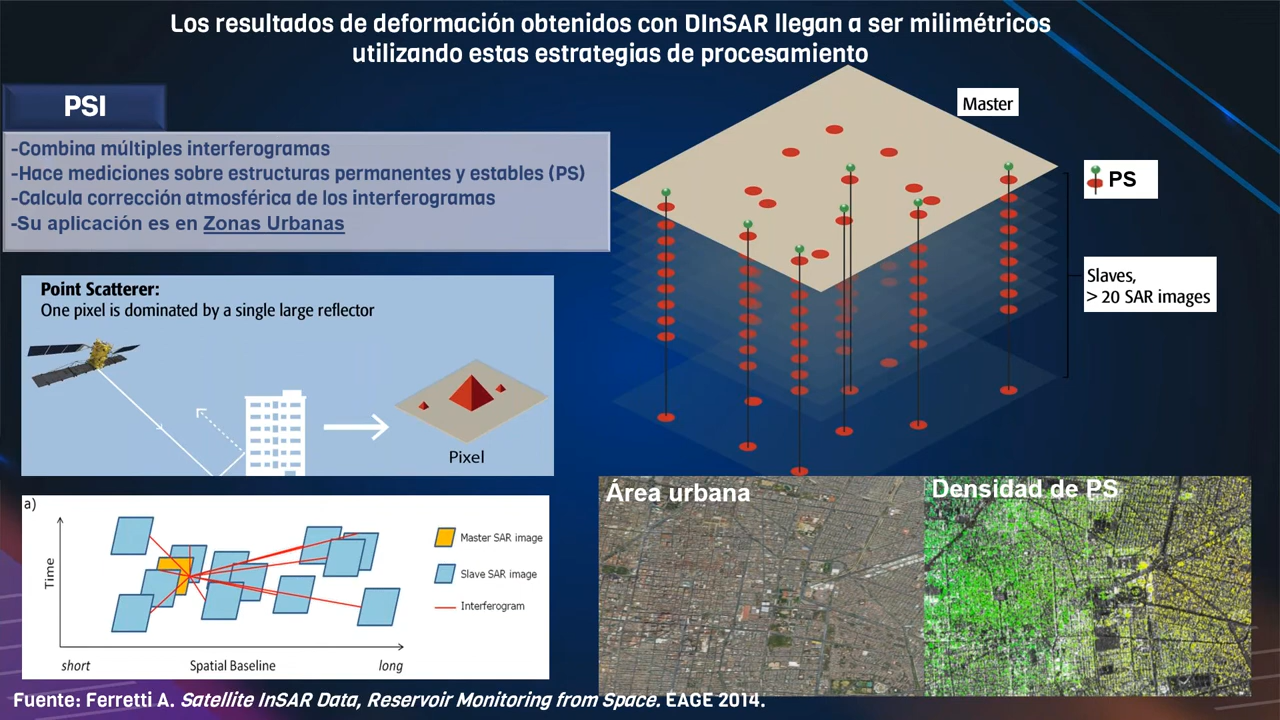 Los resultados de deformación obtenidos con DInSAR llegan a ser milimétricos
utilizando estas estrategias de procesamiento
PSI
-Combina múltiples interferogramas
-Hace mediciones sobre estructuras permanentes y estables (PS)
-Calcula corrección atmosférica de los interferogramas
-Su aplicación es en Zonas Urbanas
Master
PS
Slaves,
> 20 SAR images
Point Scatterer:
One pixel is dominated by a single large reflector
Pixel
a)
Time
Master SAR image
Slave SAR image
Interferogram
short
Spatial Baseline
long
Área urbana
Densidad de PS
Fuente: Ferretti A. Satellite InSAR Data, Reservoir Monitoring from Space. EAGE 2014.